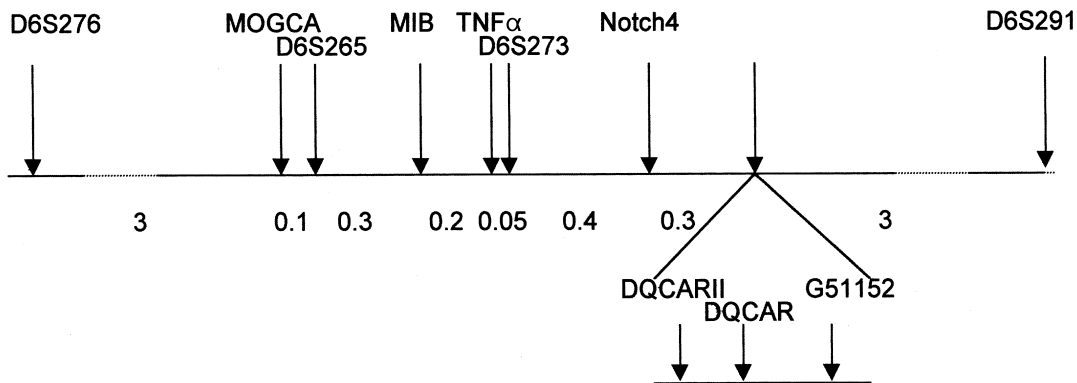 D6S276 MOGCA MIB TNFα Notch4 D6S291
D6S265 D6S273
3 0.1 0.3 0.2 0.05 0.4 0.3 3
DQCARII G51152
DQCAR